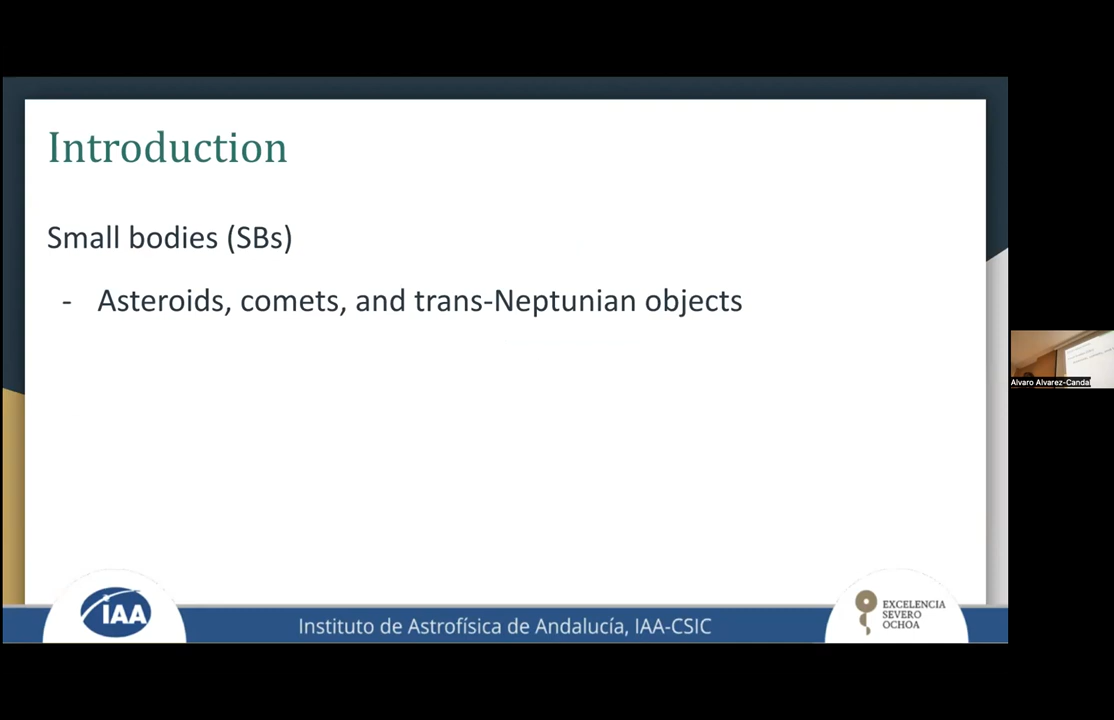 Introduction
Small bodies (SBs)
- Asteroids, comets, and trans-Neptunian objects
Alvaro Alvarez-Candal
iAA
Instituto de Astrofísica de Andalucía, IAA-CSIC
EXCELENCIA
SEVERO
OCHOA